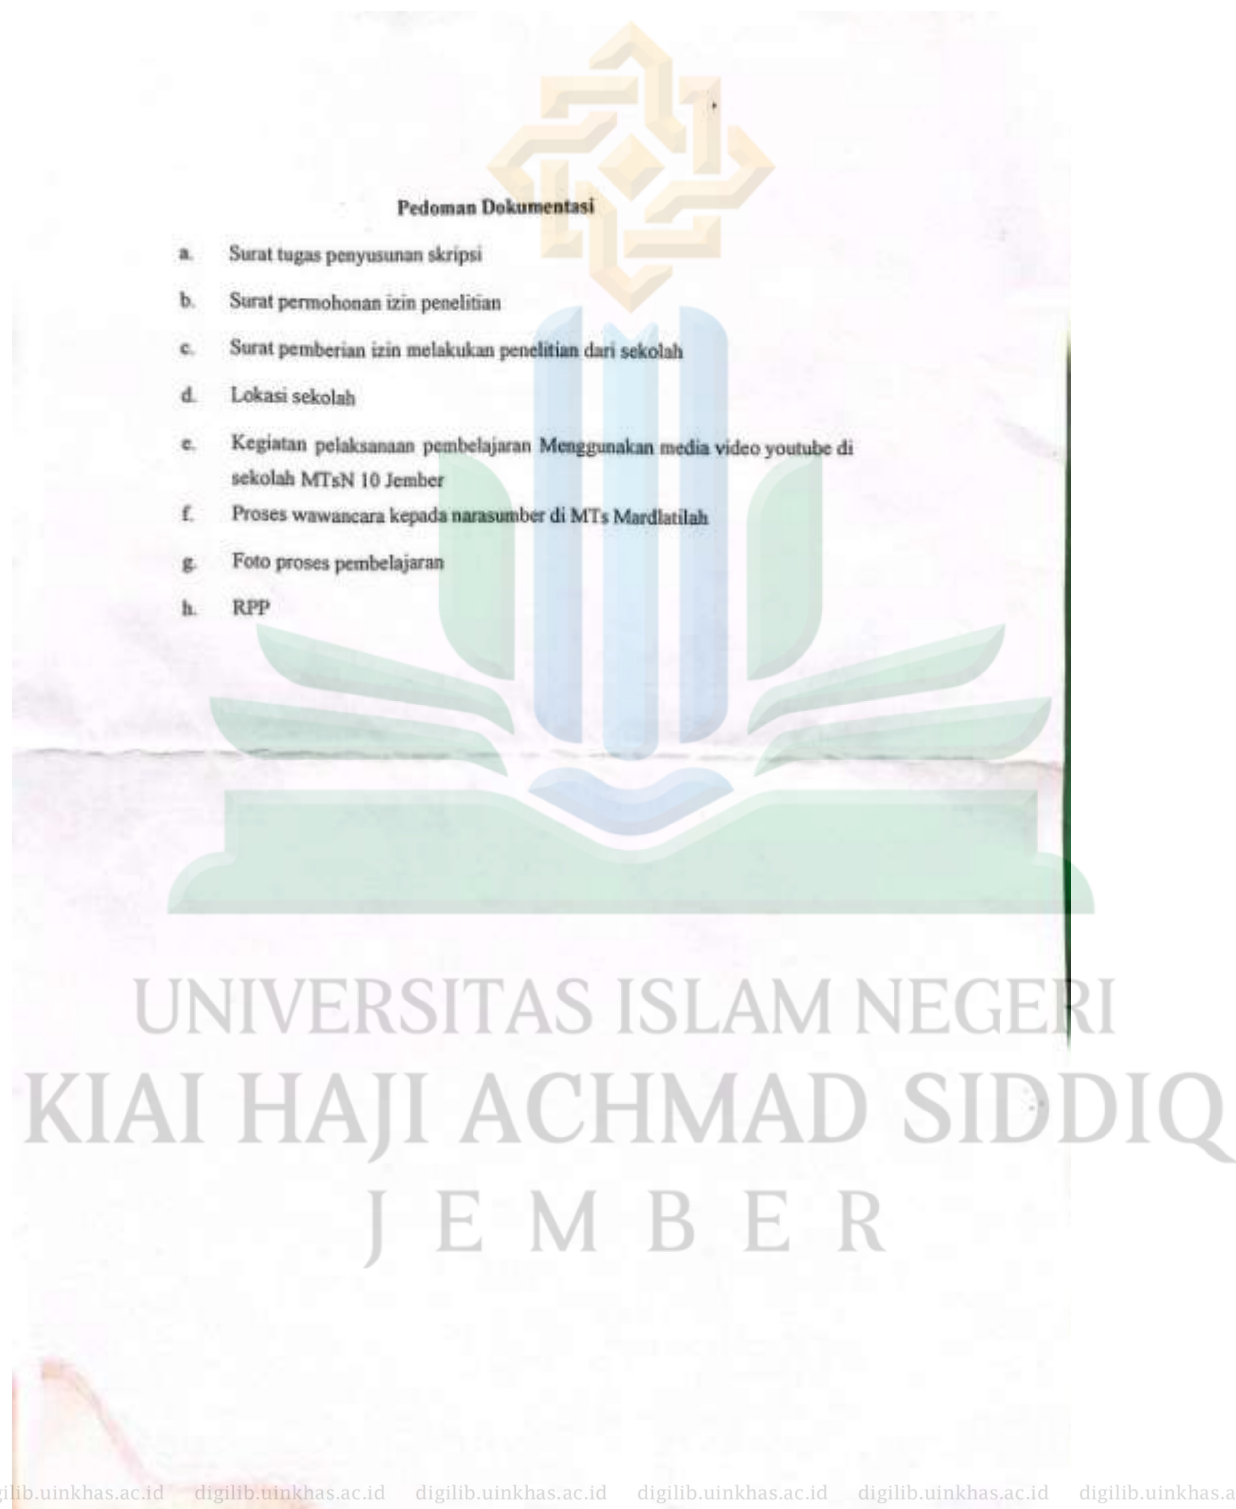 Pedoman Dokumentasi
a. Surat tugas penyusunan skripsi
b. Surat permohonan izin penelitian
c. Surat pemberian izin melakukan penelitian dari sekolah
d. Lokasi sekolah
e. Kegiatan pelaksanaan pembelajaran Menggunakan media video youtube di
sekolah MTsN 10 Jember
f. Proses wawancara kepada narasumber di MTs Mardlatilah
g. Foto proses pembelajaran
h. RPP
UNIVERSITAS ISLAM NEGERI
KIAI HAJI ACHMAD SIDDIQ
J E M B E R
gilib.uinkhas.ac.id digilib.uinkhas.ac.id digilib.uinkhas.ac.id digilib.uinkhas.ac.id digilib.uinkhas.ac.id digilib.uinkhas.a